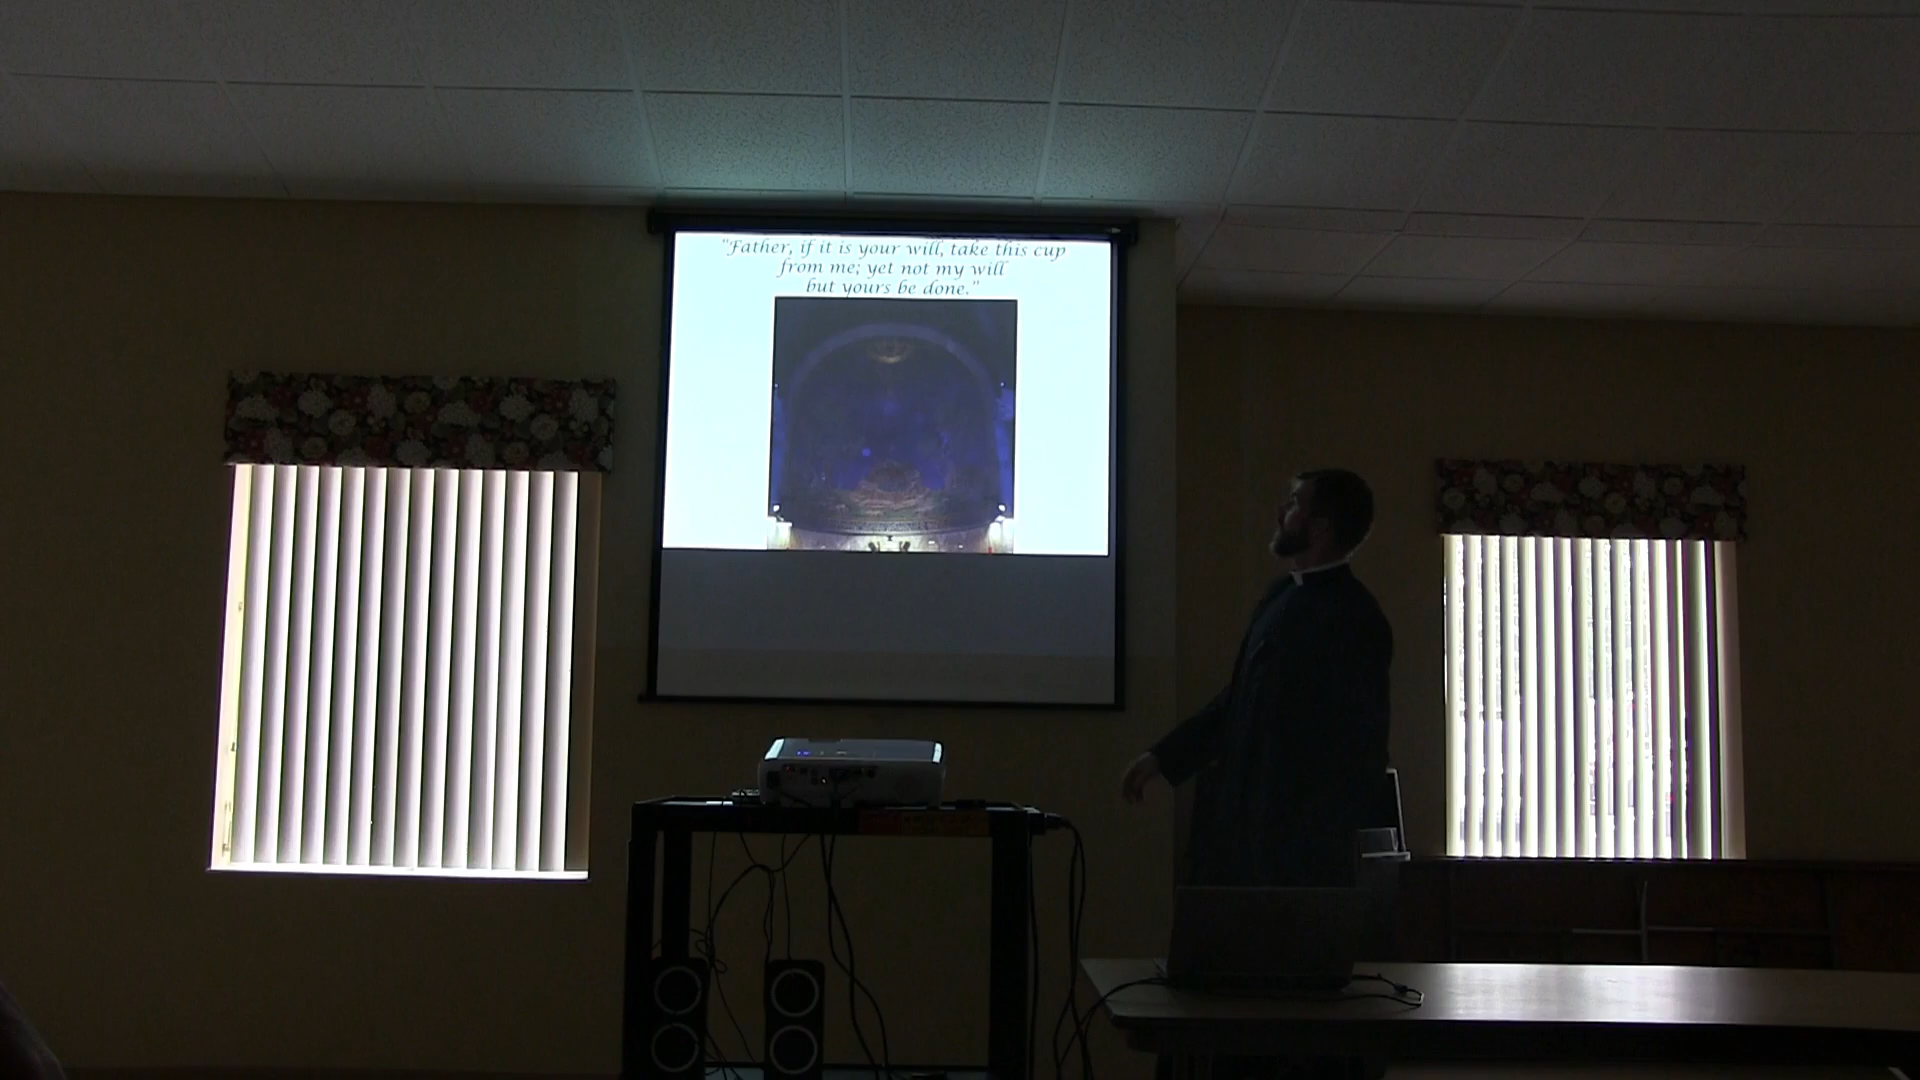 "Father, if it is your will, take this cup
from me; yet not my will
but yours be done."